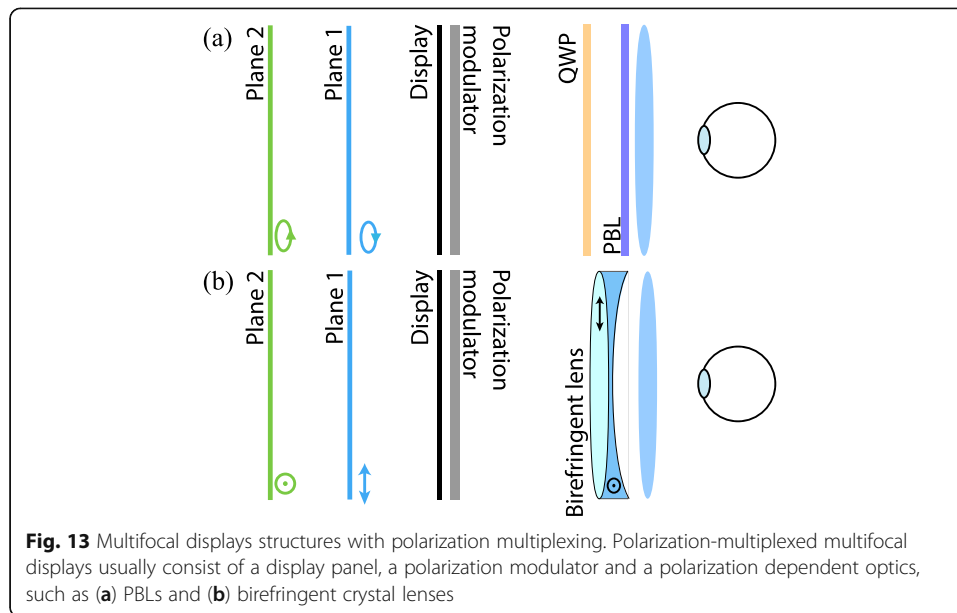 (a)
Plane 2
Plane 1
Display
Polarization
modulator
QWP
PBL
(b)
Plane 2
Plane 1
Display
Polarization
modulator
Birefringent lens
Fig. 13 Multifocal displays structures with polarization multiplexing. Polarization-multiplexed multifocal
displays usually consist of a display panel, a polarization modulator and a polarization dependent optics,
such as (a) PBLs and (b) birefringent crystal lenses